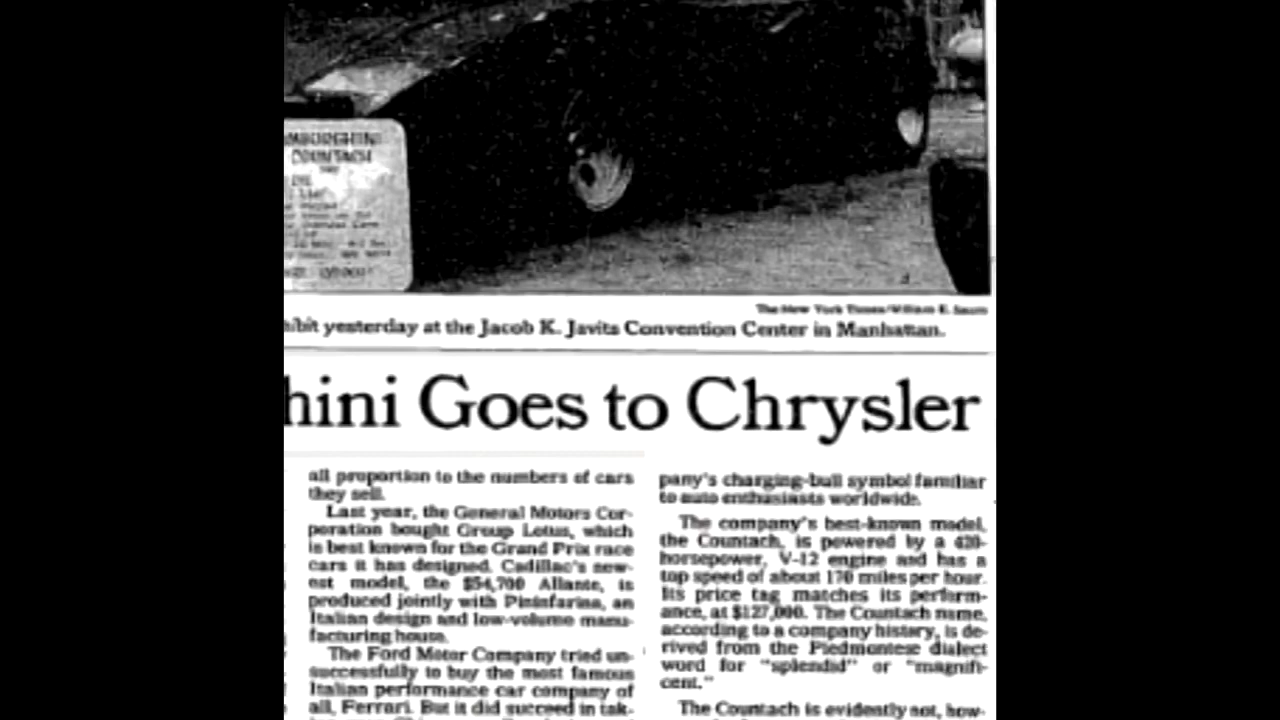 COUNTACH
The New York Times/William E. Sauro
hibit yesterday at the Jacob K. Javits Convention Center in Manhattan.
hini Goes to Chrysler
all proportion to the numbers of cars
they sell.
Last year, the General Motors Cor-
poration bought Group Lotus, which
is best known for the Grand Prix race
cars it has designed. Cadillac's new-
est model, the $54,700 Allante, is
produced jointly with Pininfarina, an
Italian design and low-volume manu-
facturing house.
The Ford Motor Company tried un-
successfully to buy the most famous
Italian performance car company of
all, Ferrari. But it did succeed in tak-
pany's charging-bull symbol familiar
to auto enthusiasts worldwide.
The company's best-known model,
the Countach, is powered by a 420-
horsepower, V-12 engine and has a
top speed of about 170 miles per hour.
Its price tag matches its perform-
ance, at $127,000. The Countach name,
according to a company history, is de-
rived from the Piedmontese dialect
word for "splendid" or "magnifi-
cent."
The Countach is evidently not, how-